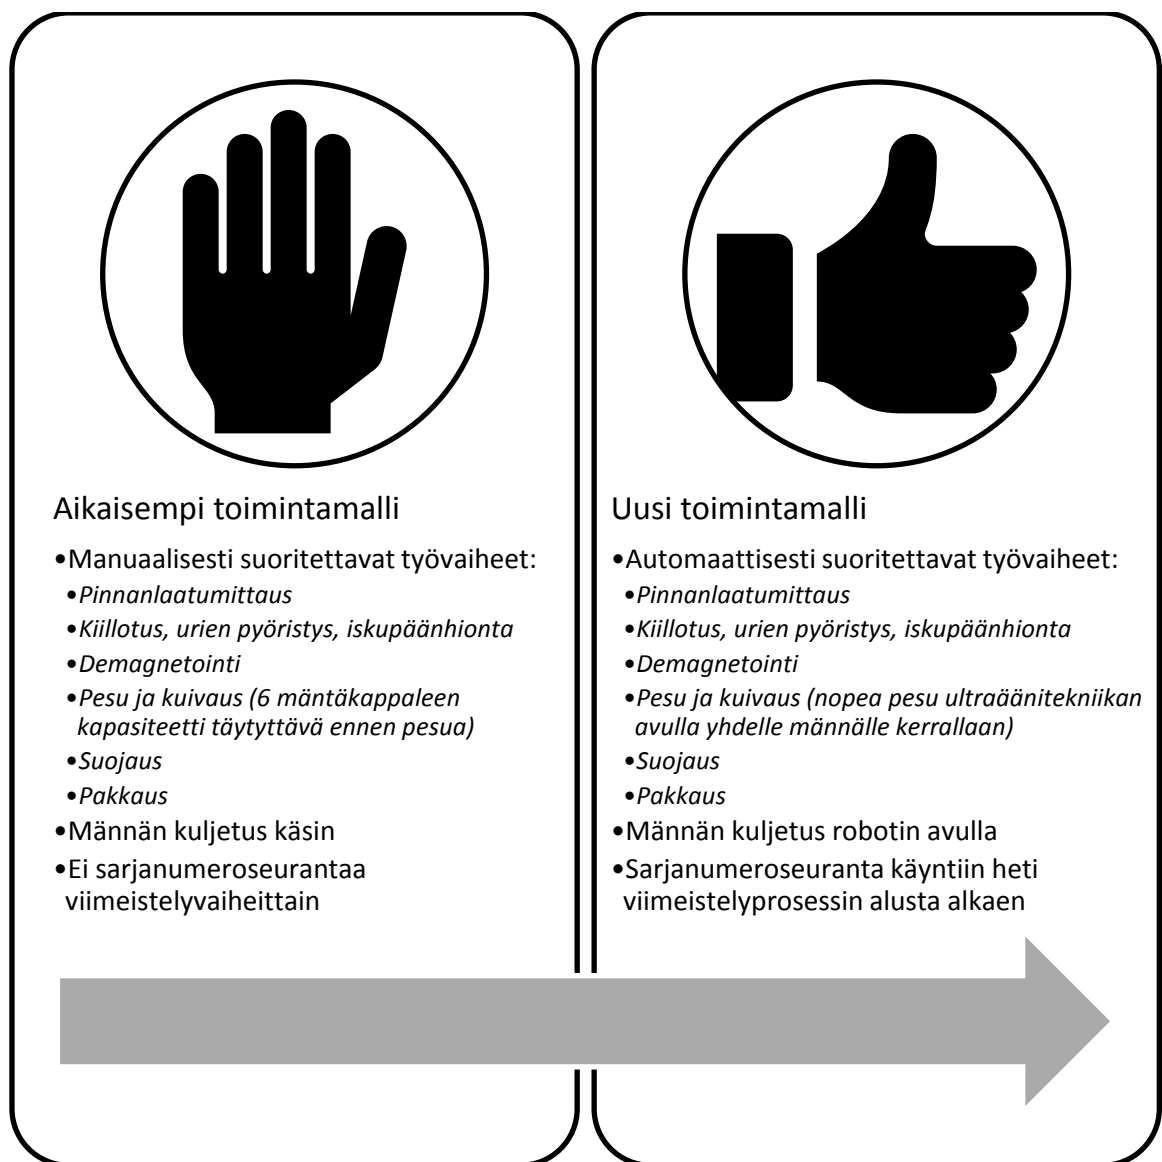 Aikaisempi toimintamalli
•Manuaalisesti suoritettavat työvaiheet:
•Pinnanlaatumittaus
•Kiillotus, urien pyöristys, iskupäänhionta
•Demagnetointi
•Pesu ja kuivaus (6 mäntäkappaleen
kapasiteetti täytyttävä ennen pesua)
•Suojaus
•Pakkaus
•Männän kuljetus käsin
•Ei sarjanumeroseurantaa
viimeistelyvaiheittain
Uusi toimintamalli
•Automaattisesti suoritettavat työvaiheet:
•Pinnanlaatumittaus
•Kiillotus, urien pyöristys, iskupäänhionta
•Demagnetointi
•Pesu ja kuivaus (nopea pesu ultraäänitekniikan
avulla yhdelle männälle kerrallaan)
•Suojaus
•Pakkaus
•Männän kuljetus robotin avulla
•Sarjanumeroseuranta käyntiin heti
viimeistelyprosessin alusta alkaen